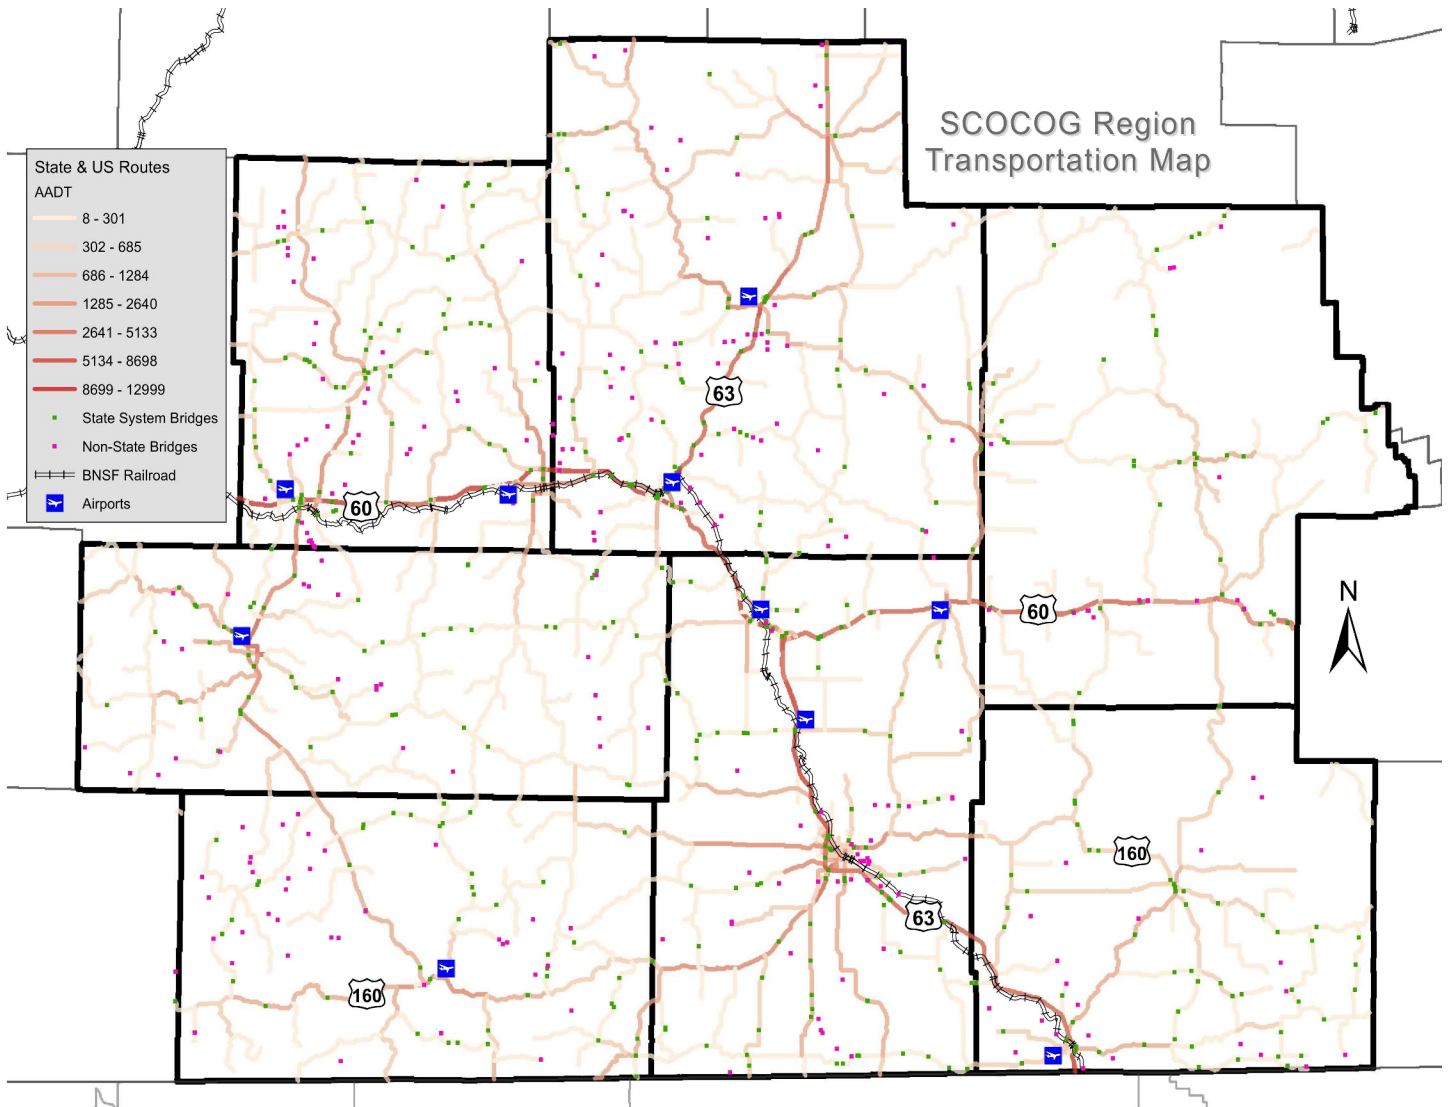 SCOCOG Region
Transportation Map
State & US Routes
AADT
8 - 301
302 - 685
686 - 1284
1285 - 2640
2641 - 5133
5134 - 8698
8699 - 12999
State System Bridges
Non-State Bridges
BNSF Railroad
Airports
63
60
60
N
160
63
160